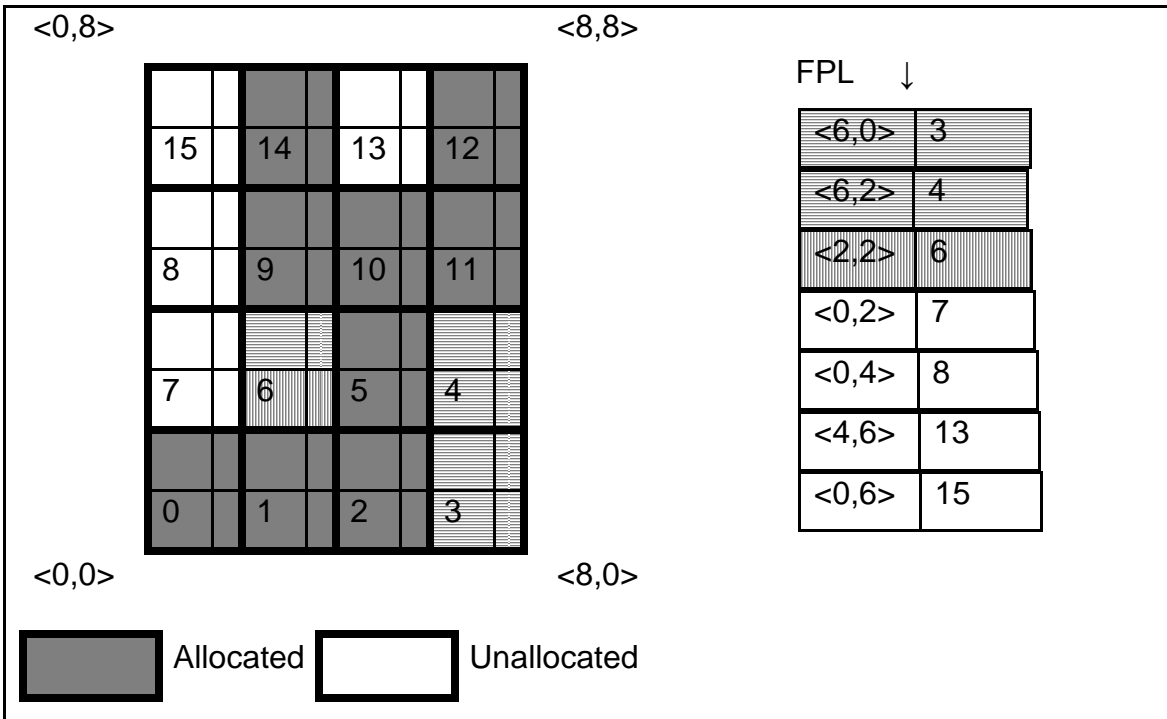 <0,8> <8,8>
FPL ↓
15 14 13 12
8 9 10 11
7 6 5 4
0 1 2 3
<6,0> 3
<6,2> 4
<2,2> 6
<0,2> 7
<0,4> 8
<4,6> 13
<0,6> 15
<0,0> <8,0>
Allocated Unallocated